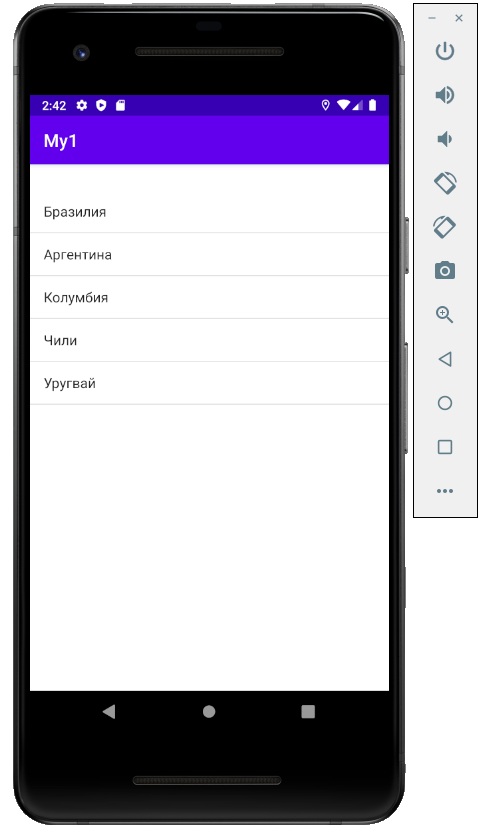 2:42
My1
Бразилия
Аргентина
Колумбия
Чили
Уругвай